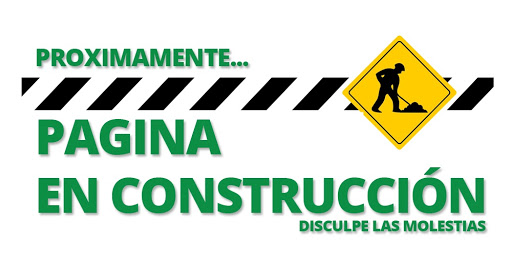 PROXIMAMENTE...
PAGINA
EN CONSTRUCCIÓN
DISCULPE LAS MOLESTIAS